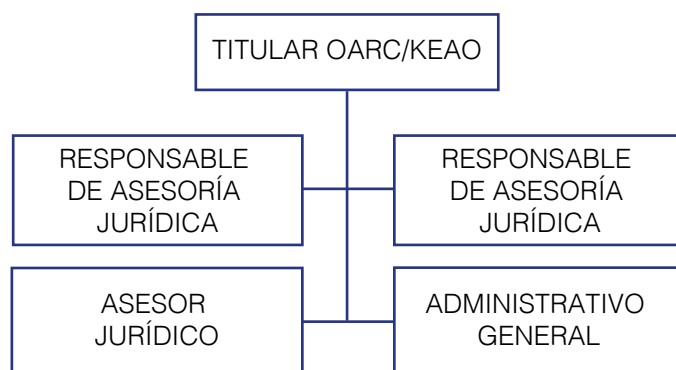 TITULAR OARC/KEAO
RESPONSABLE
DE ASESORÍA
JURÍDICA
RESPONSABLE
DE ASESORÍA
JURÍDICA
ASESOR
JURÍDICO
ADMINISTRATIVO
GENERAL